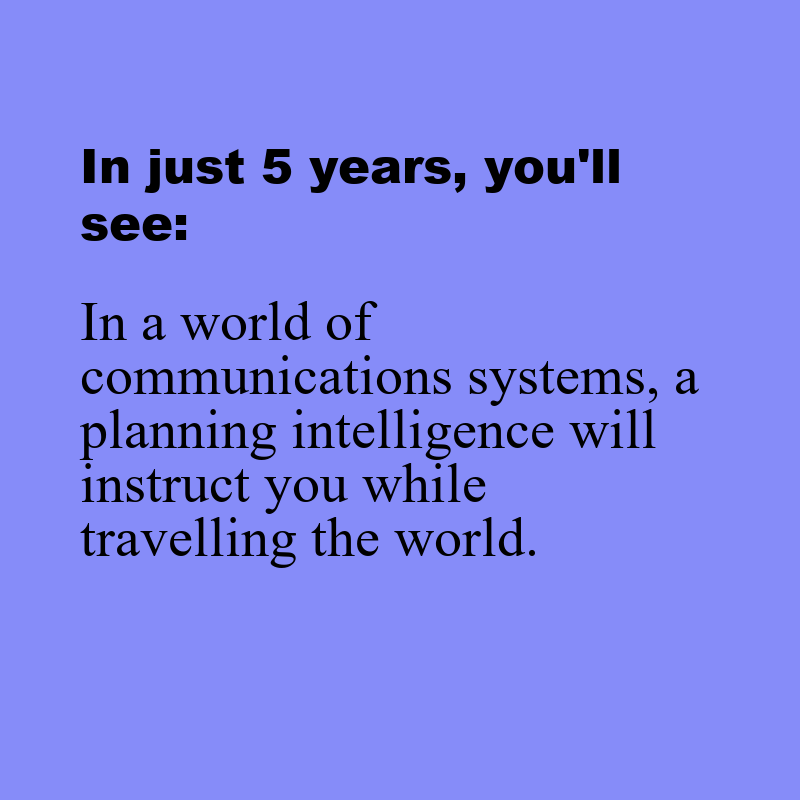 In just 5 years, you'll
see:
In a world of
communications systems, a
planning intelligence will
instruct you while
travelling the world.